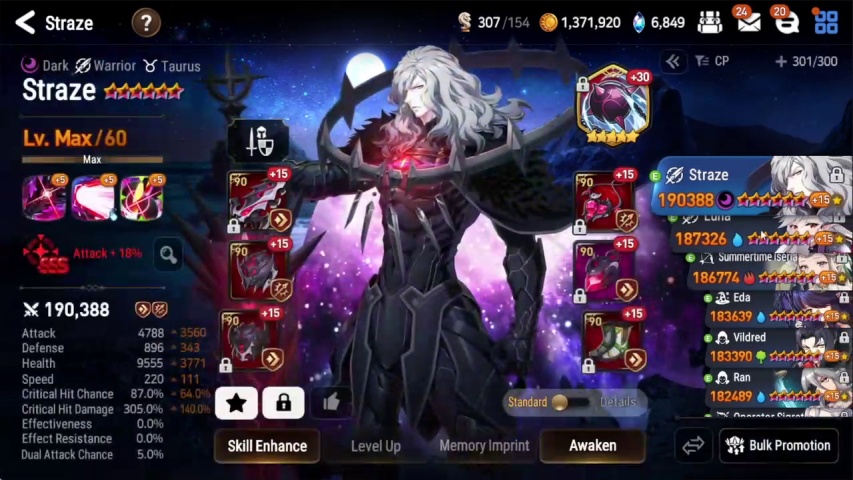 Straze
?
307/154
1,371,920
6,849
24
20
Dark Warrior Taurus
Straze
Lv. Max/60
Max
+5
+5
+5
SSS Attack + 18%
190,388
Attack 4788 3560
Defense 896 343
Health 9555 3771
Speed 220 111
Critical Hit Chance 87.0% 64.0%
Critical Hit Damage 305.0% 140.0%
Effectiveness 0.0%
Effect Resistance 0.0%
Dual Attack Chance 5.0%
90 +15
90 +15
90 +15
+30
90 +15
90 +15
90 +15
Standard Details
Skill Enhance
Level Up
Memory Imprint
Awaken
CP
+ 301/300
Straze
190388 +15
Luna
187326 +15
Summertime Iseria
186774 +15
Eda
183639 +15
Vildred
183390 +15
Ran
182489 +15
Operator Sigret
Bulk Promotion